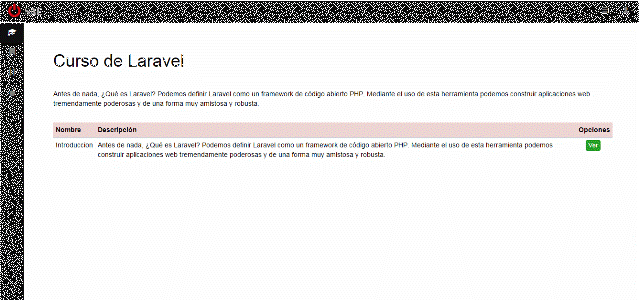 Curso de Laravel
Antes de nada, ¿Qué es Laravel? Podemos definir Laravel como un framework de código abierto PHP. Mediante el uso de esta herramienta podemos construir aplicaciones web
tremendamente poderosas y de una forma muy amistosa y robusta.
Nombre Descripción Opciones
Introduccion Antes de nada, ¿Qué es Laravel? Podemos definir Laravel como un framework de código abierto PHP. Mediante el uso de esta herramienta podemos Ver
construir aplicaciones web tremendamente poderosas y de una forma muy amistosa y robusta.